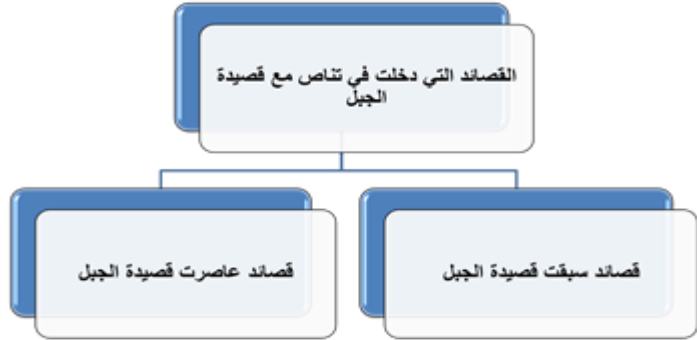 القصائد التي دخلت في تناص مع قصيدة
الجبل
قصائد سبقت قصيدة الجبل
قصائد عاصرت قصيدة الجبل